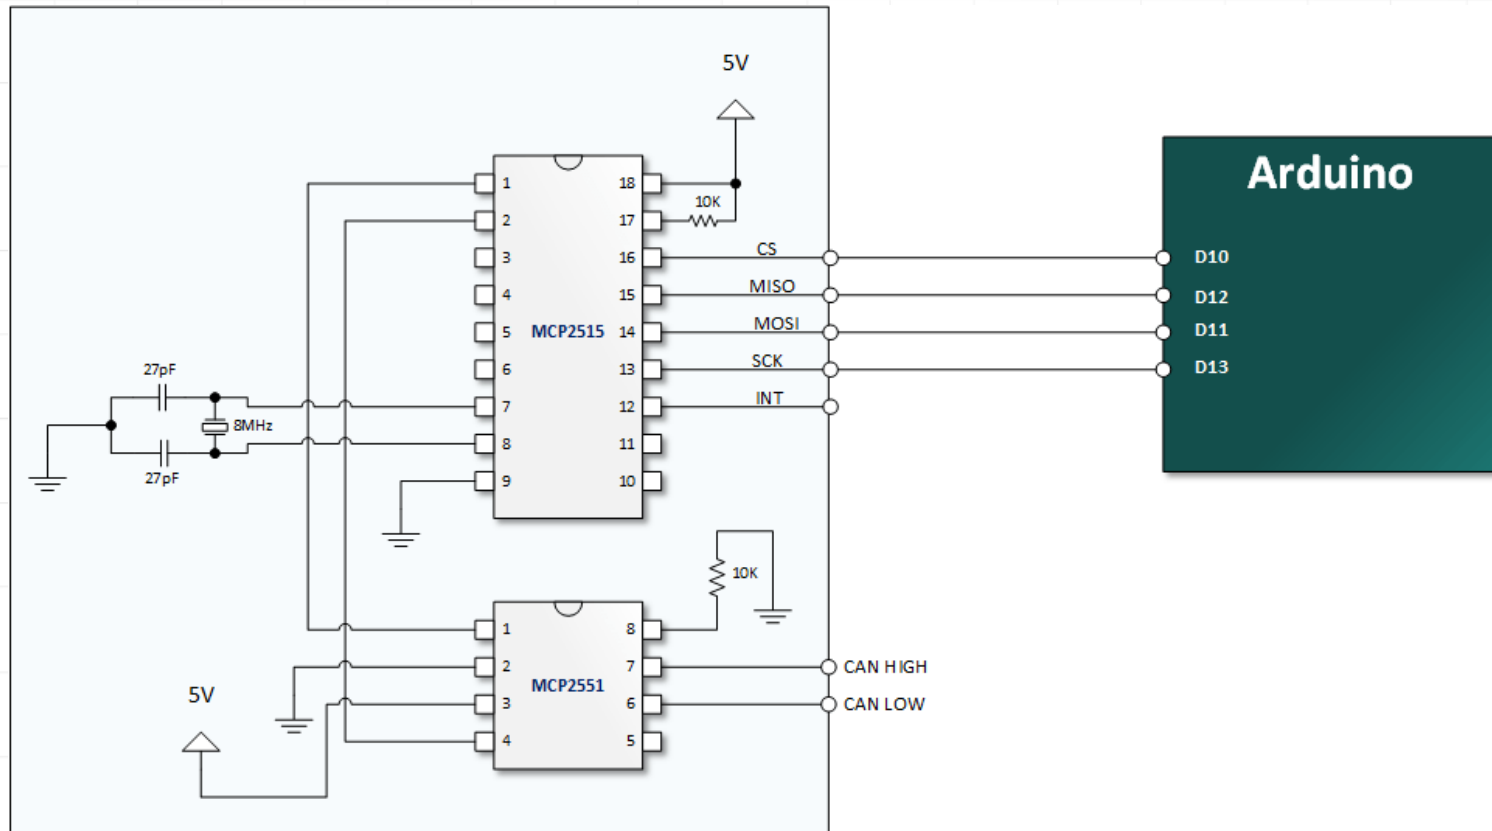 5V
Arduino
1 18
10K
2 17
CS
3 16 D10
MISO
4 15 D12
MOSI
5 MCP2515 14 D11
SCK
6 13 D13
27pF
INT
7 12
8MHz
8 11
27pF
9 10
10K
1 8
2 7 CAN HIGH
MCP2551
5V
3 6 CAN LOW
4 5